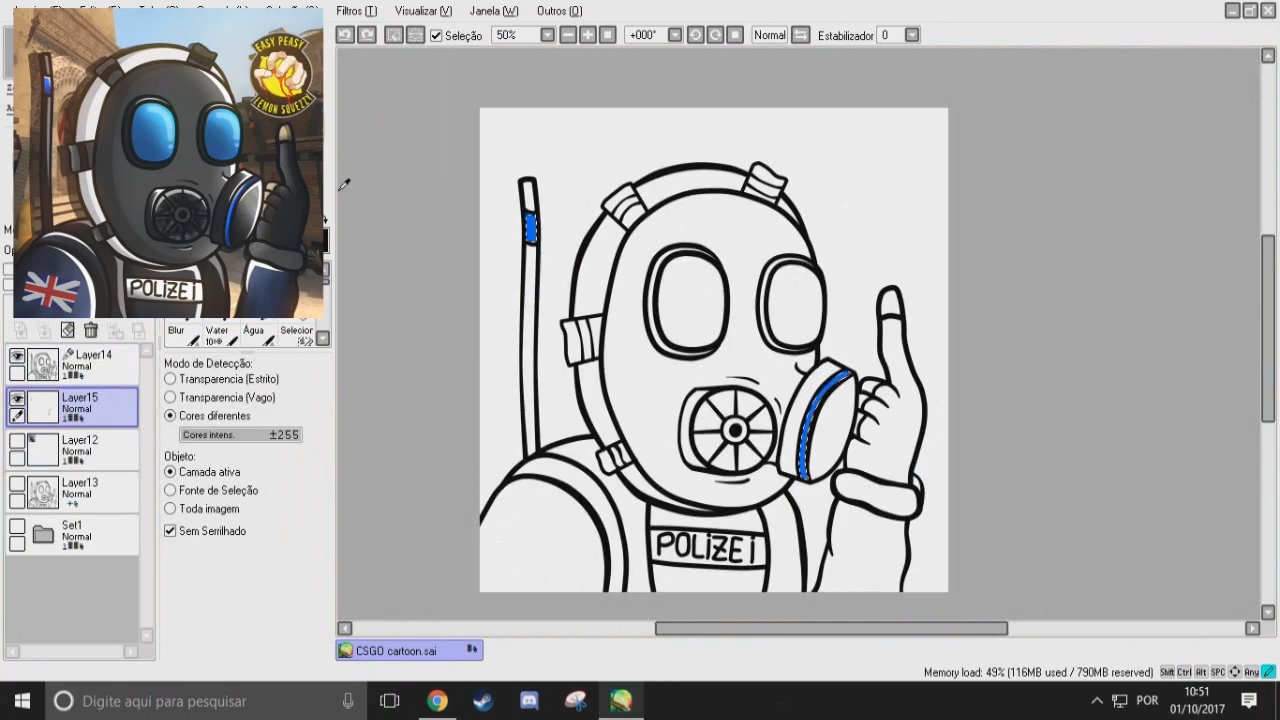 Filtros (T) Visualizar (V) Janela (W) Outros (O)
Seleção 50% +000° Normal Estabilizador 0
EASY PEASY
LEMON SQUEZZY
POLIZEI
Blur Water Água Selecior
Layer14
Normal
Layer15
Normal
Layer12
Normal
Layer13
Normal
Set1
Normal
Modo de Detecção:
Transparencia (Estrito)
Transparencia (Vago)
Cores diferentes
Cores intens. ±255
Objeto:
Camada ativa
Fonte de Seleção
Toda imagem
Sem Serrilhado
POLIZEI
CSGO cartoon.sai
Memory load: 49% (116MB used / 790MB reserved) Shift Ctrl Alt SPC Any
Digite aqui para pesquisar
POR
10:51
01/10/2017